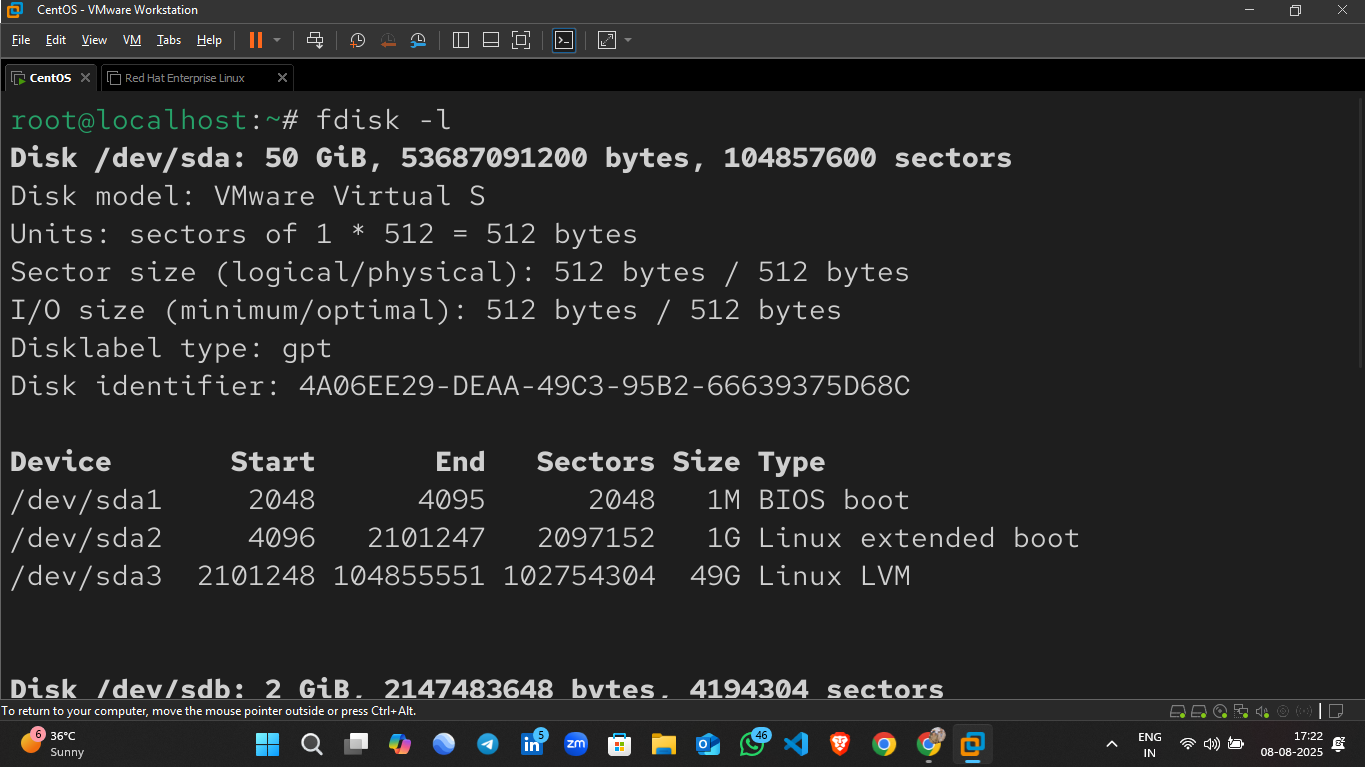 CentOS - VMware Workstation
File Edit View VM Tabs Help
CentOS Red Hat Enterprise Linux
root@localhost:~# fdisk -l
Disk /dev/sda: 50 GiB, 53687091200 bytes, 104857600 sectors
Disk model: VMware Virtual S
Units: sectors of 1 * 512 = 512 bytes
Sector size (logical/physical): 512 bytes / 512 bytes
I/O size (minimum/optimal): 512 bytes / 512 bytes
Disklabel type: gpt
Disk identifier: 4A06EE29-DEAA-49C3-95B2-66639375D68C
Device Start End Sectors Size Type
/dev/sda1 2048 4095 2048 1M BIOS boot
/dev/sda2 4096 2101247 2097152 1G Linux extended boot
/dev/sda3 2101248 104855551 102754304 49G Linux LVM
Disk /dev/sdb: 2 GiB, 2147483648 bytes, 4194304 sectors
To return to your computer, move the mouse pointer outside or press Ctrl+Alt.
6 36°C
Sunny
5
zm
46
ENG
IN
17:22
08-08-2025